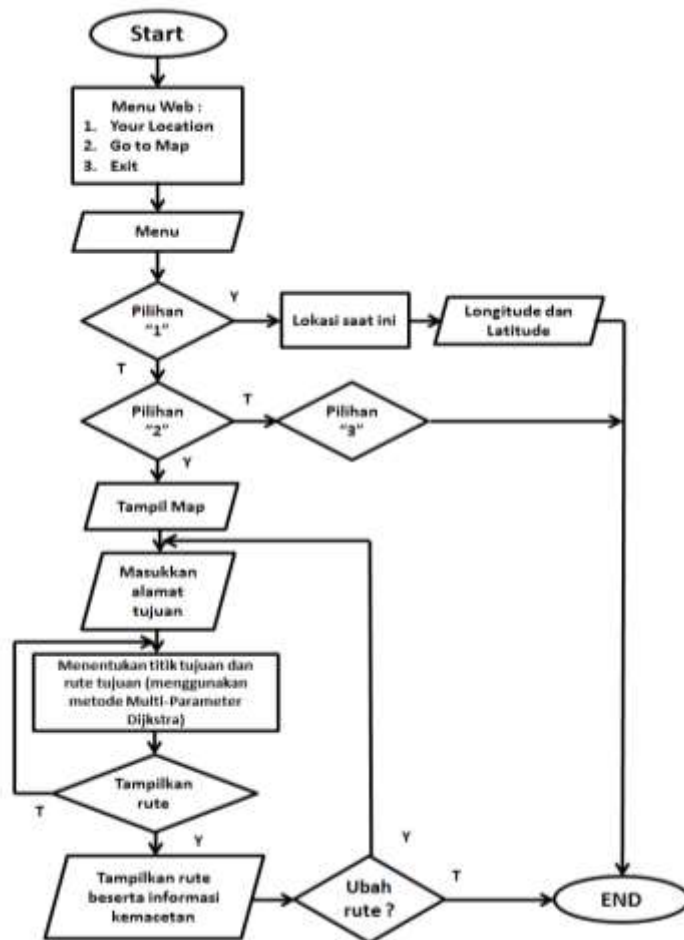 Start
Menu Web :
1. Your Location
2. Go to Map
3. Exit
Menu
Pilihan
"1"
Y
Lokasi saat ini
Longitude dan
Latitude
T
Pilihan
"2"
T
Pilihan
"3"
Y
Tampil Map
Masukkan
alamat
tujuan
Menentukan titik tujuan dan
rute tujuan (menggunakan
metode Multi-Parameter
Dijkstra)
Tampilkan
rute
T
Y
Tampilkan rute
beserta informasi
kemacetan
Ubah
rute ?
Y
T
END